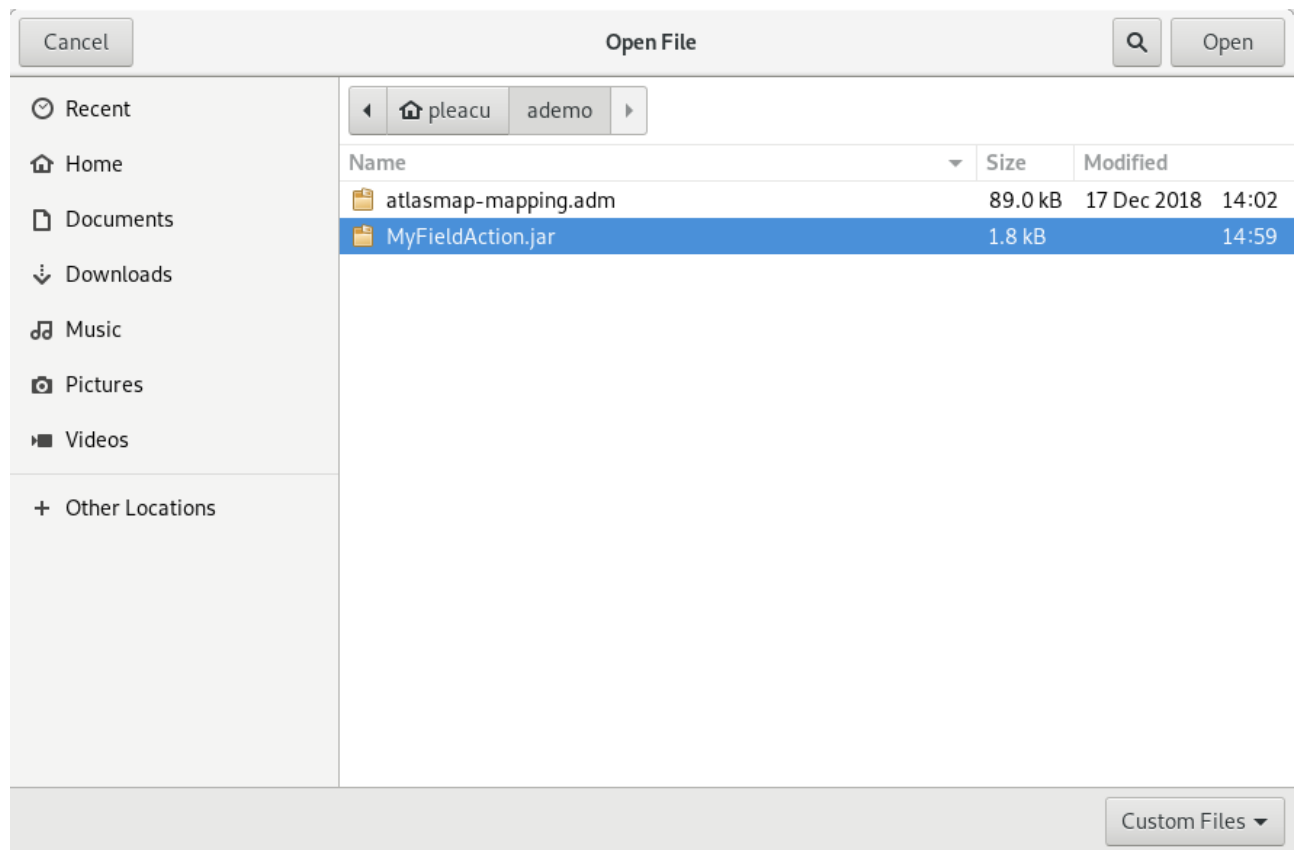 Cancel Open File Open
Recent
Home
Documents
Downloads
Music
Pictures
Videos
Other Locations
pleacu ademo
Name Size Modified
atlasmap-mapping.adm 89.0 kB 17 Dec 2018 14:02
MyFieldAction.jar 1.8 kB 14:59
Custom Files